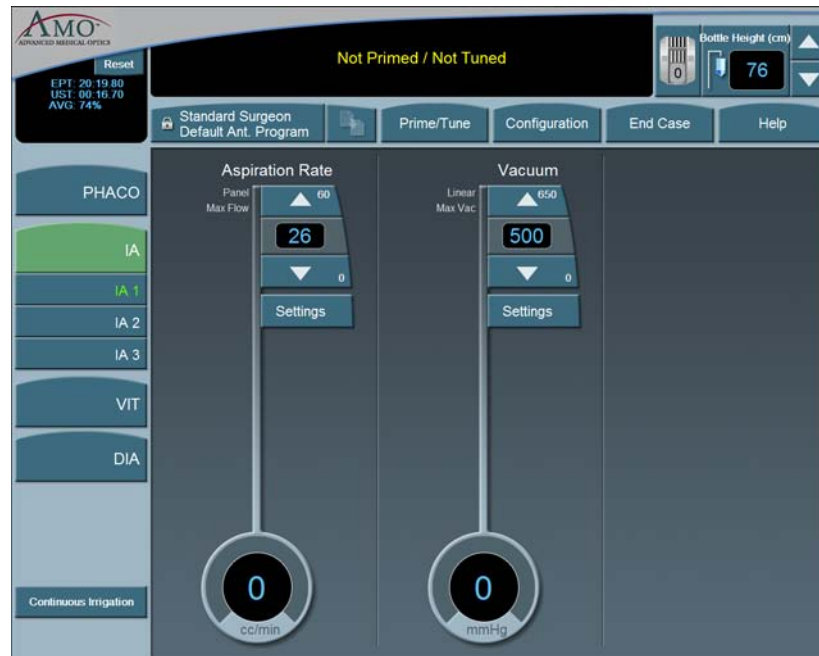 AMO
ADVANCED MEDICAL OPTICS
Reset
EPT: 20:19.80
UST: 00:16.70
AVG: 74%
Not Primed / Not Tuned
0
Bottle Height (cm)
76
Standard Surgeon
Default Ant. Program
Prime/Tune
Configuration
End Case
Help
PHACO
IA
IA 1
IA 2
IA 3
VIT
DIA
Continuous Irrigation
Aspiration Rate
Panel
Max Flow
60
26
0
Settings
0
cc/min
Vacuum
Linear
Max Vac
650
500
0
Settings
0
mmHg